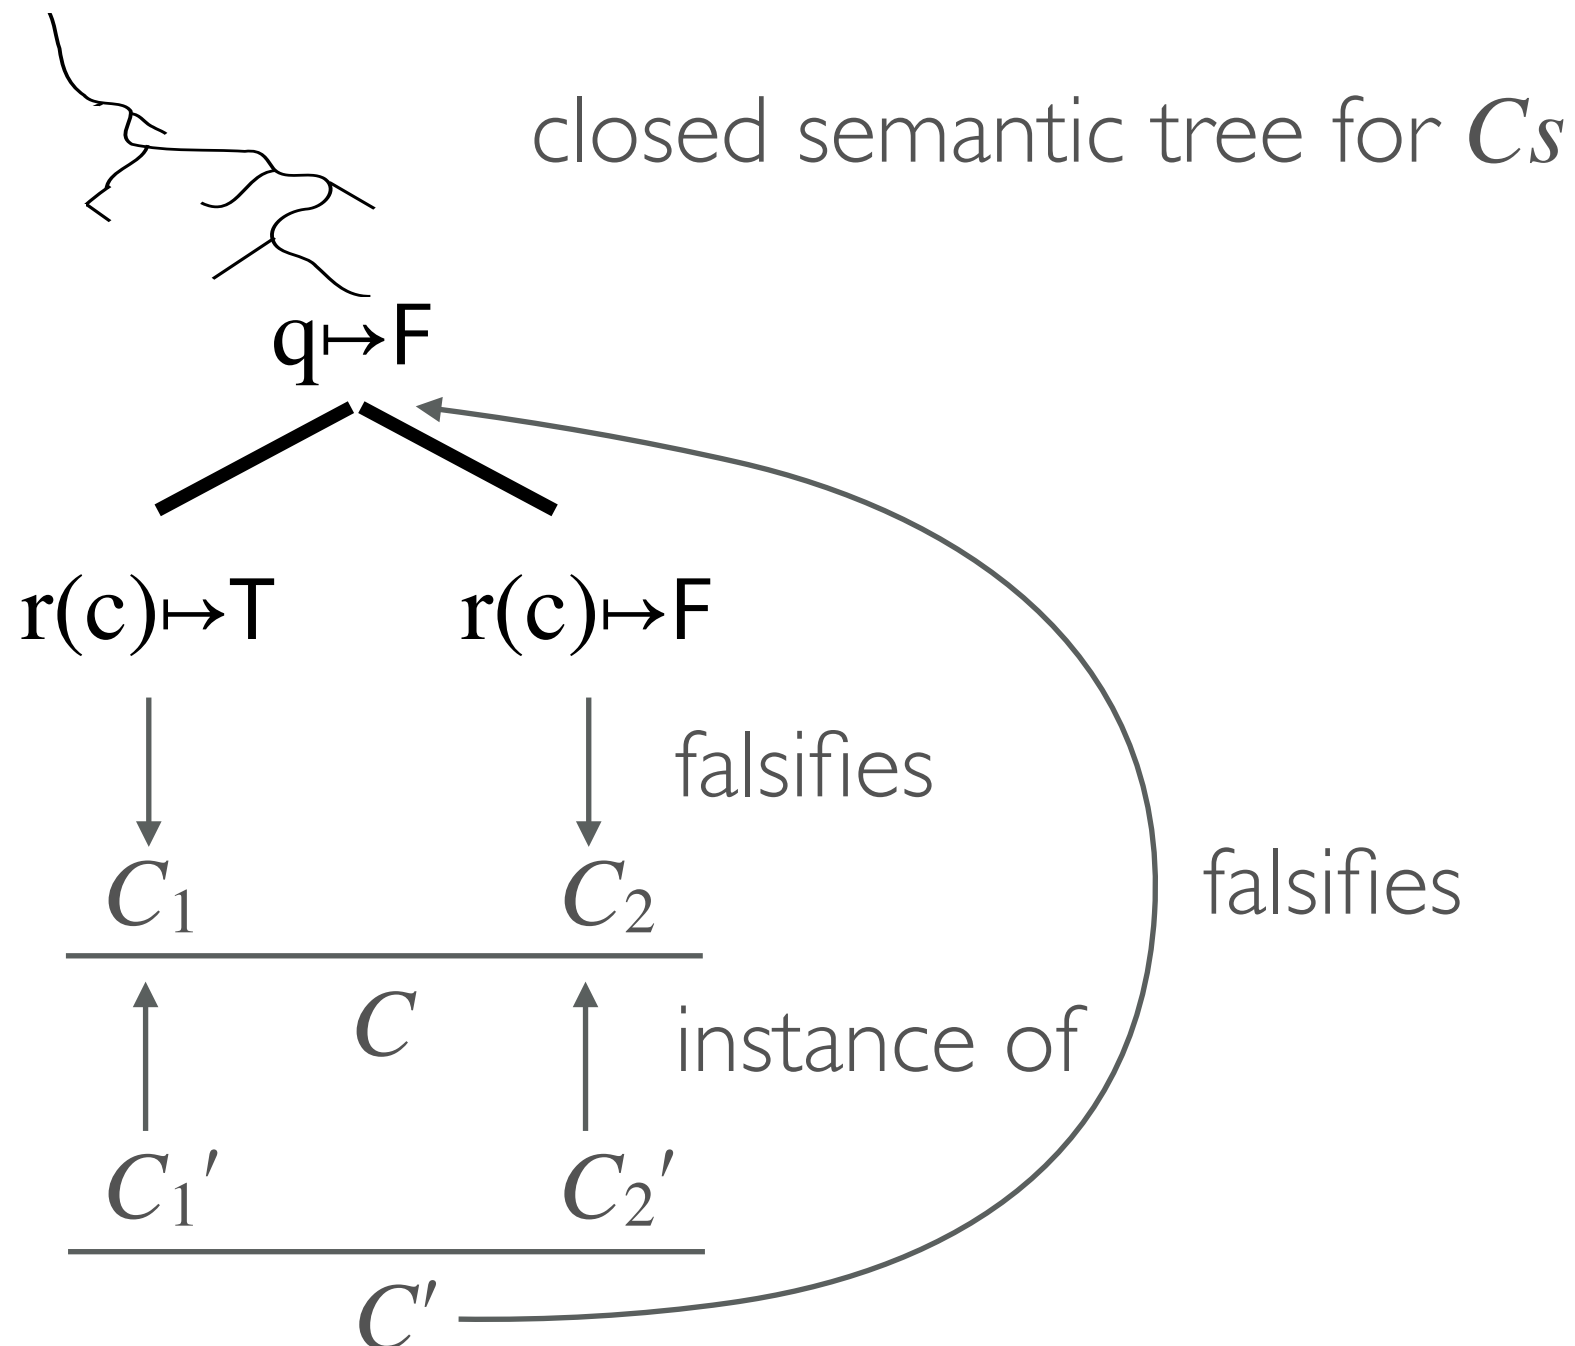 closed semantic tree for Cs
q↦F
r(c)↦T r(c)↦F
falsifies
falsifies
C₁ C₂
C
instance of
C₁′ C₂′
C′